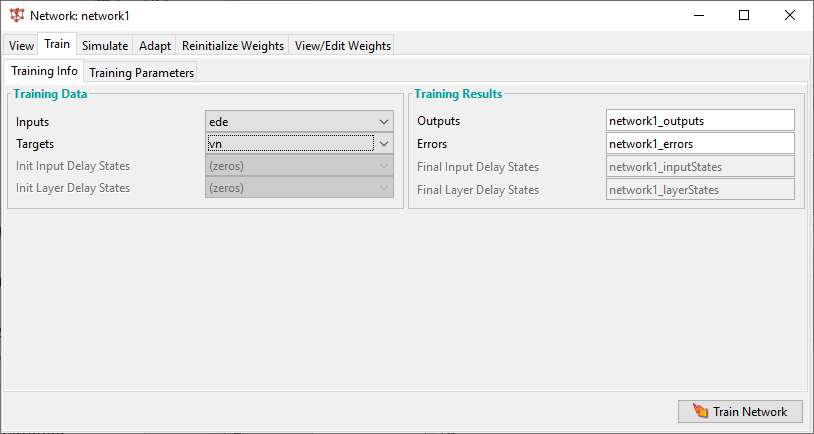 Network: network1
View Train Simulate Adapt Reinitialize Weights View/Edit Weights
Training Info Training Parameters
Training Data
Inputs ede
Targets vn
Init Input Delay States (zeros)
Init Layer Delay States (zeros)
Training Results
Outputs network1_outputs
Errors network1_errors
Final Input Delay States network1_inputStates
Final Layer Delay States network1_layerStates
Train Network